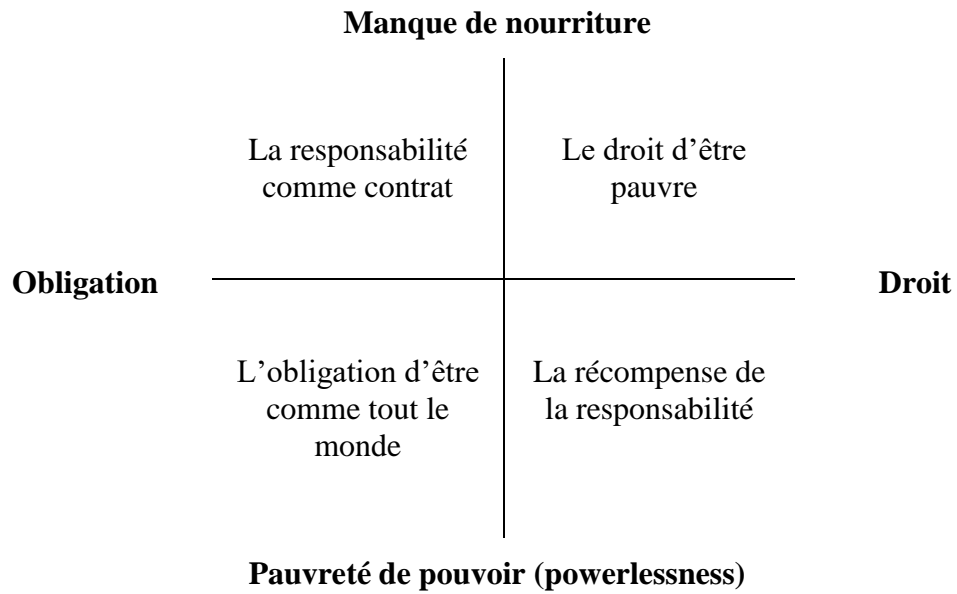 Manque de nourriture
La responsabilité
comme contrat
Le droit d’être
pauvre
Obligation
Droit
L’obligation d’être
comme tout le
monde
La récompense de
la responsabilité
Pauvreté de pouvoir (powerlessness)